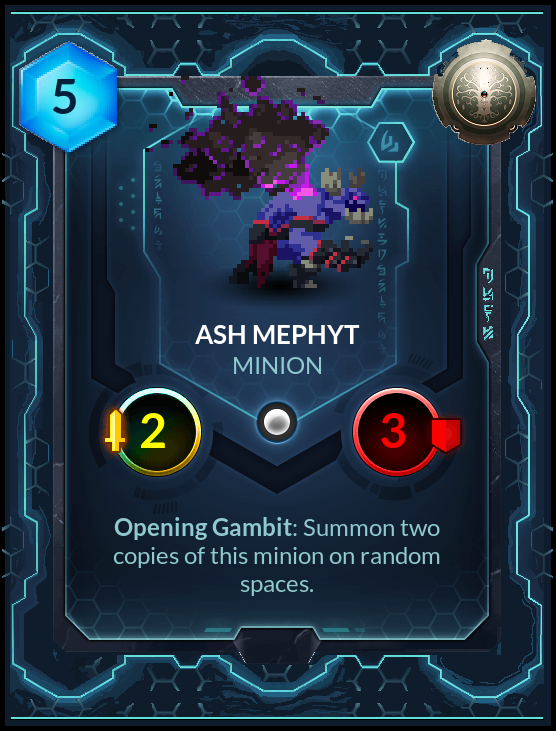 5
ASH MEPHYT
MINION
2
3
Opening Gambit: Summon two
copies of this minion on random
spaces.